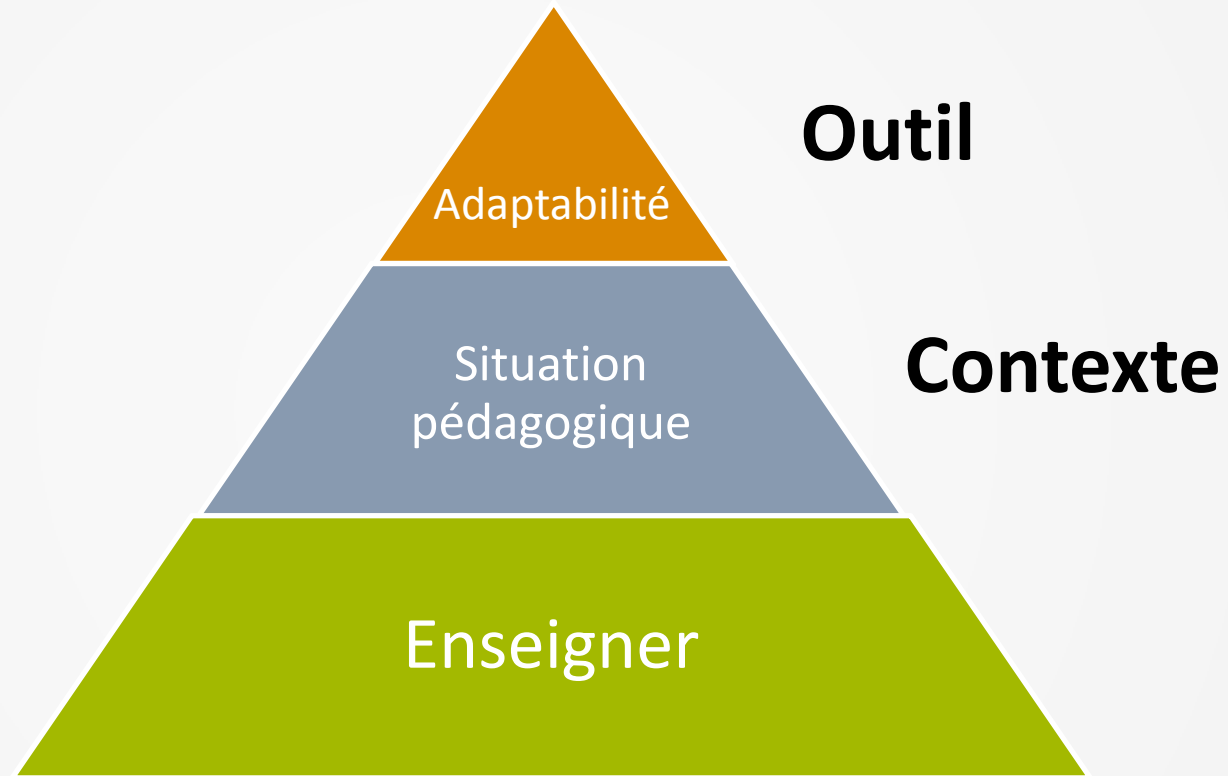 Outil
Adaptabilité
Situation
pédagogique
Contexte
Enseigner